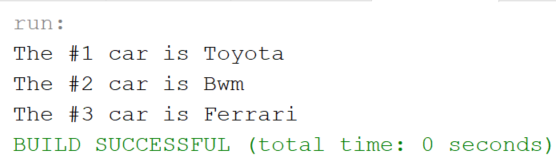 run:
The #1 car is Toyota
The #2 car is Bwm
The #3 car is Ferrari
BUILD SUCCESSFUL (total time: 0 seconds)